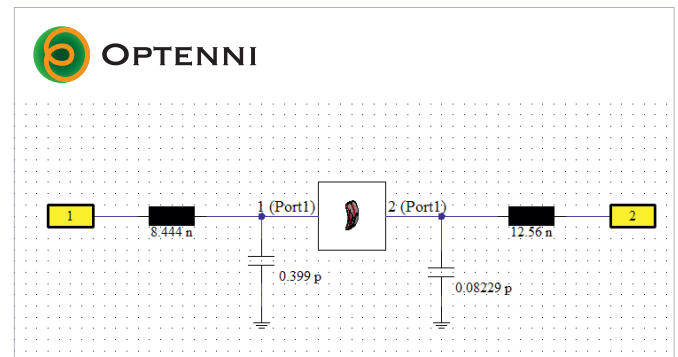 OPTENNI
1 (Port1)
2 (Port1)
1
2
8.444 n
12.56 n
0.399 p
0.08229 p